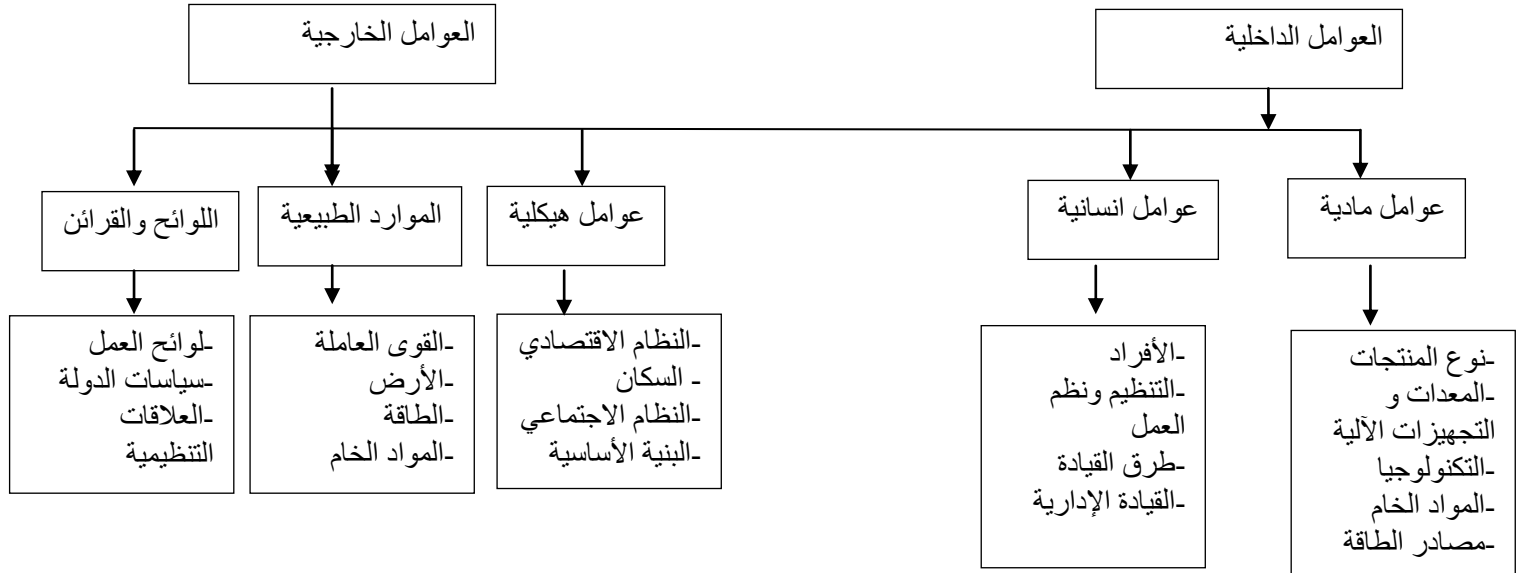 العوامل الداخلية
العوامل الخارجية
عوامل مادية
عوامل انسانية
عوامل هيكلية
الموارد الطبيعية
اللوائح والقرائن
-نوع المنتجات
-المعدات و
التجهيزات الآلية
-التكنولوجيا
-المواد الخام
-مصادر الطاقة
-الأفراد
-التنظيم ونظم
العمل
-طرق القيادة
-القيادة الإدارية
-النظام الاقتصادي
- السكان
-النظام الاجتماعي
-البنية الأساسية
-القوى العاملة
-الأرض
-الطاقة
-المواد الخام
-لوائح العمل
-سياسات الدولة
-العلاقات
التنظيمية